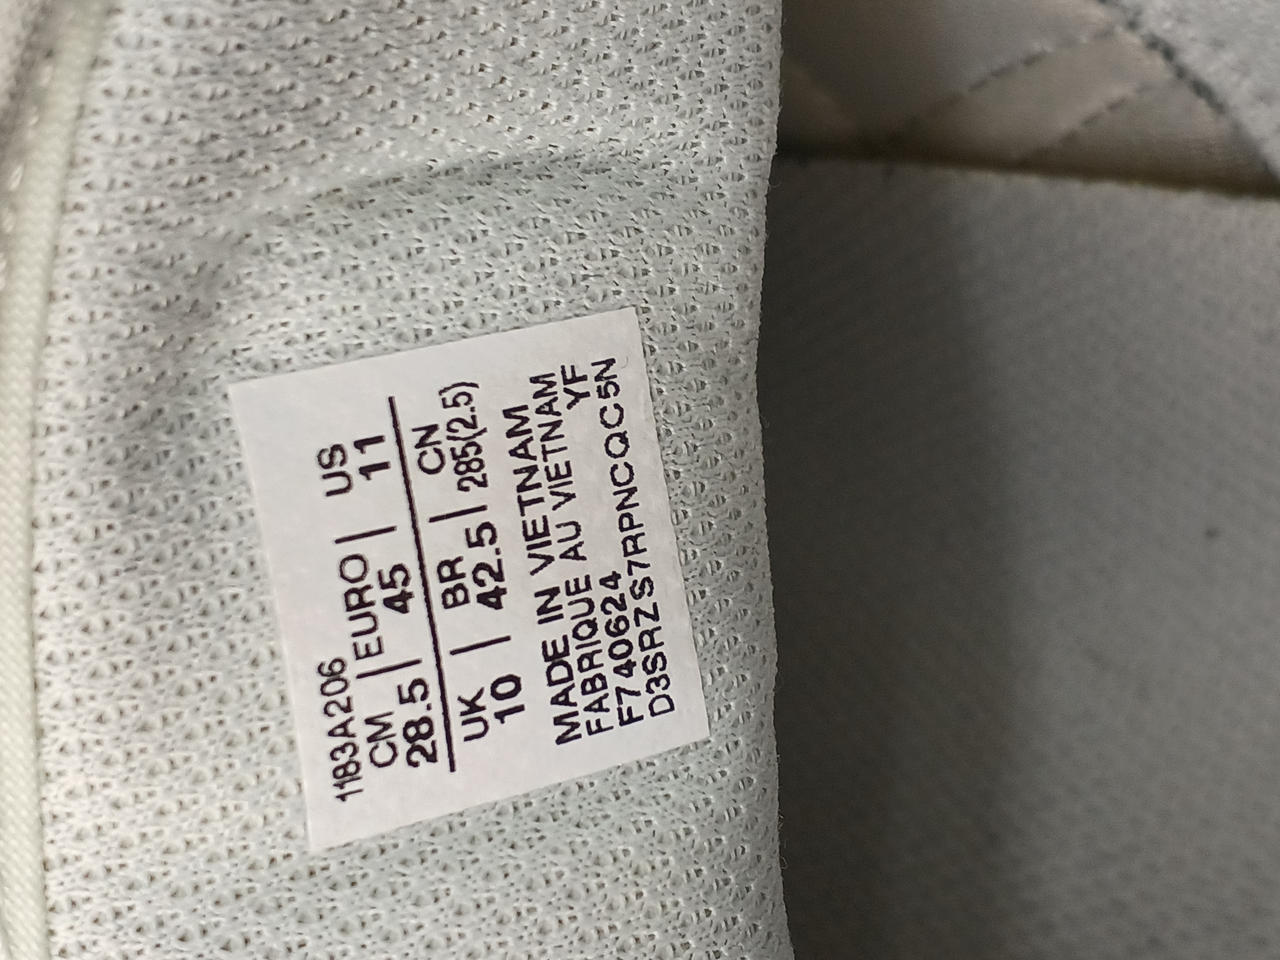 1183A206
CM | EURO | US
28.5 | 45 | 11
UK | BR | CN
10 | 42.5 | 285(2.5)
MADE IN VIETNAM
FABRIQUE AU VIETNAM
F740624 YF
D3SRZS7RPNCQC5N